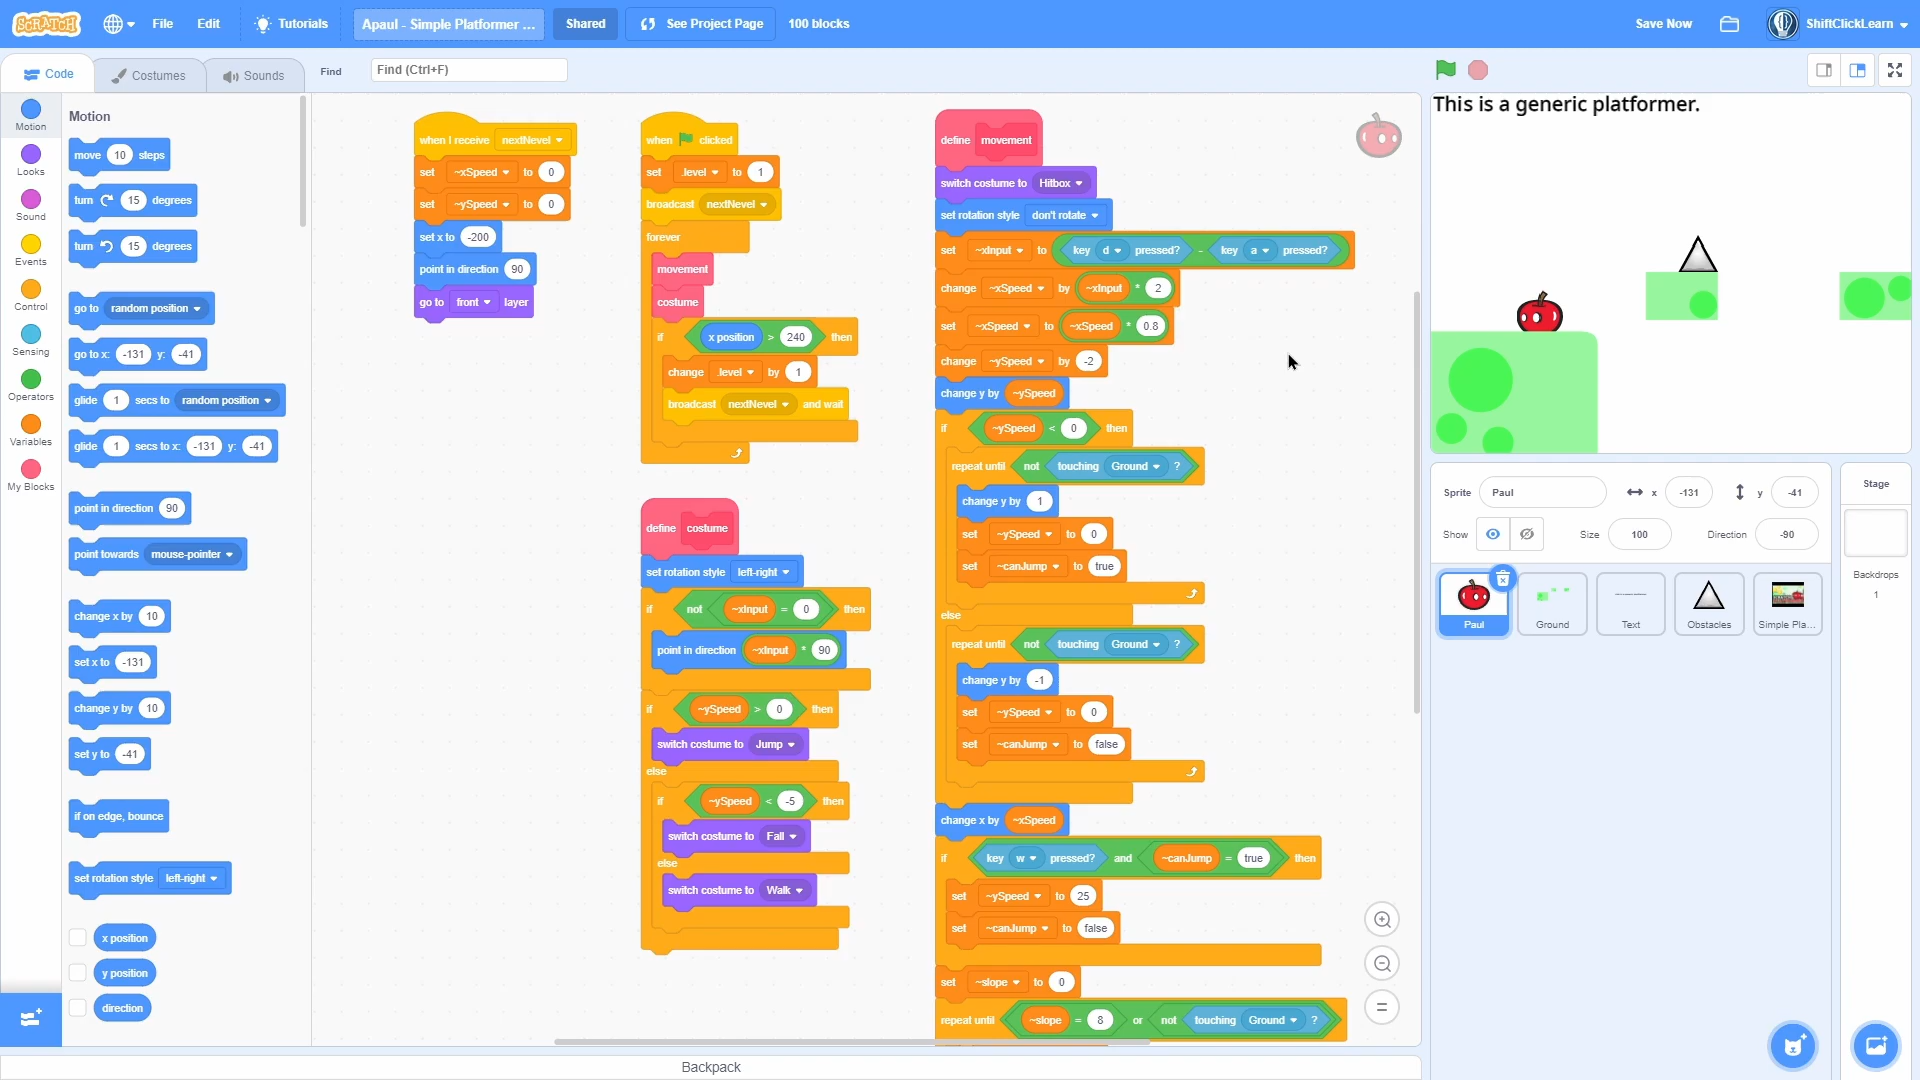 SCRATCH File Edit Tutorials Apaul - Simple Platformer ... Shared See Project Page 100 blocks Save Now ShiftClickLearn
Code Costumes Sounds Find Find (Ctrl+F)
Motion
Looks
Sound
Events
Control
Sensing
Operators
Variables
My Blocks
Motion
move 10 steps
turn 15 degrees
turn 15 degrees
go to random position
go to x: -131 y: -41
glide 1 secs to random position
glide 1 secs to x: -131 y: -41
point in direction 90
point towards mouse-pointer
change x by 10
set x to -131
change y by 10
set y to -41
if on edge, bounce
set rotation style left-right
x position
y position
direction
when I receive nextNevel
set ~xSpeed to 0
set ~ySpeed to 0
set x to -200
point in direction 90
go to front layer
when clicked
set .level to 1
broadcast nextNevel
forever
movement
costume
if x position > 240 then
change .level by 1
broadcast nextNevel and wait
define costume
set rotation style left-right
if not ~xInput = 0 then
point in direction ~xInput * 90
if ~ySpeed > 0 then
switch costume to Jump
else
if ~ySpeed < -5 then
switch costume to Fall
else
switch costume to Walk
define movement
switch costume to Hitbox
set rotation style don't rotate
set ~xInput to key d pressed? - key a pressed?
change ~xSpeed by ~xInput * 2
set ~xSpeed to ~xSpeed * 0.8
change ~ySpeed by -2
change y by ~ySpeed
if ~ySpeed < 0 then
repeat until not touching Ground ?
change y by 1
set ~ySpeed to 0
set ~canJump to true
else
repeat until not touching Ground ?
change y by -1
set ~ySpeed to 0
set ~canJump to false
change x by ~xSpeed
if key w pressed? and ~canJump = true then
set ~ySpeed to 25
set ~canJump to false
set ~slope to 0
repeat until ~slope = 8 or not touching Ground ?
This is a generic platformer.
Sprite Paul x -131 y -41
Show Size 100 Direction -90
Paul Ground Text Obstacles Simple Pla...
Stage
Backdrops
1
Backpack